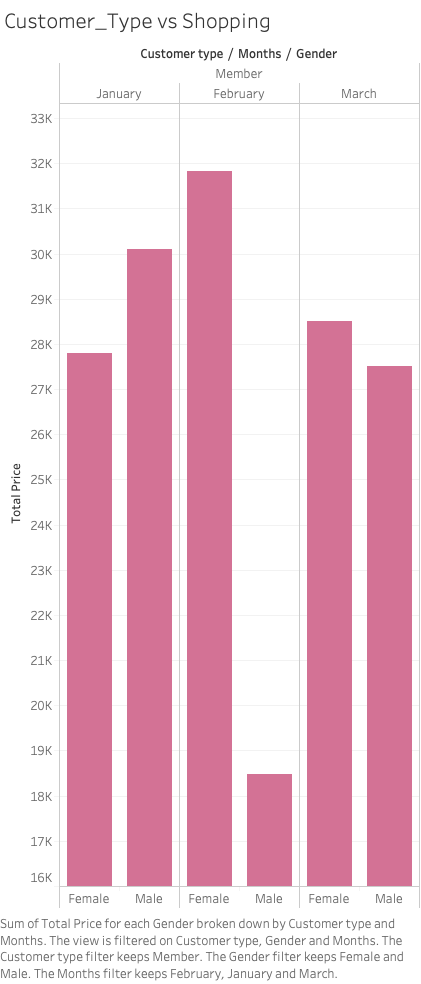 Customer_Type vs Shopping
Customer type / Months / Gender
Member
January February March
33K
32K
31K
30K
29K
28K
27K
26K
25K
24K
23K
22K
21K
20K
19K
18K
17K
16K
Total Price
Female Male Female Male Female Male
Sum of Total Price for each Gender broken down by Customer type and
Months. The view is filtered on Customer type, Gender and Months. The
Customer type filter keeps Member. The Gender filter keeps Female and
Male. The Months filter keeps February, January and March.